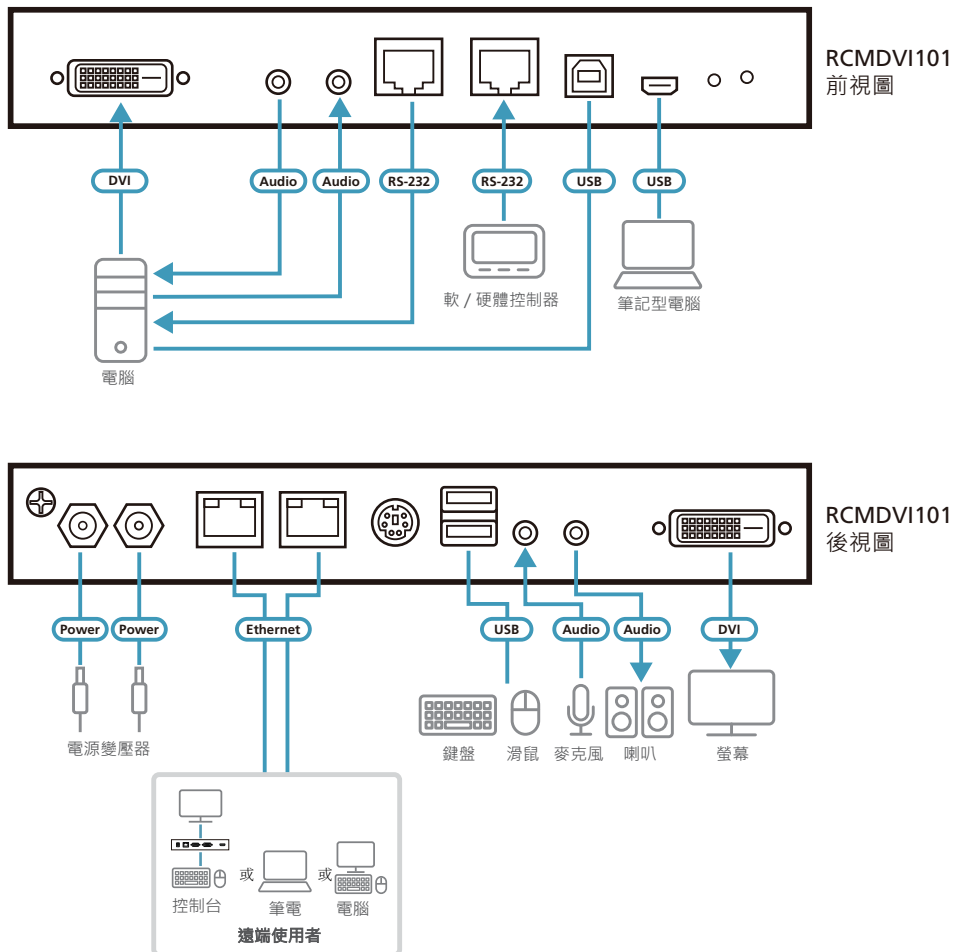 RCMDVI101
前視圖
DVI
Audio
Audio
RS-232
RS-232
USB
USB
軟 / 硬體控制器
筆記型電腦
電腦
RCMDVI101
後視圖
Power
Power
Ethernet
USB
Audio
Audio
DVI
電源變壓器
鍵盤
滑鼠
麥克風
喇叭
螢幕
或
或
控制台
筆電
電腦
遠端使用者